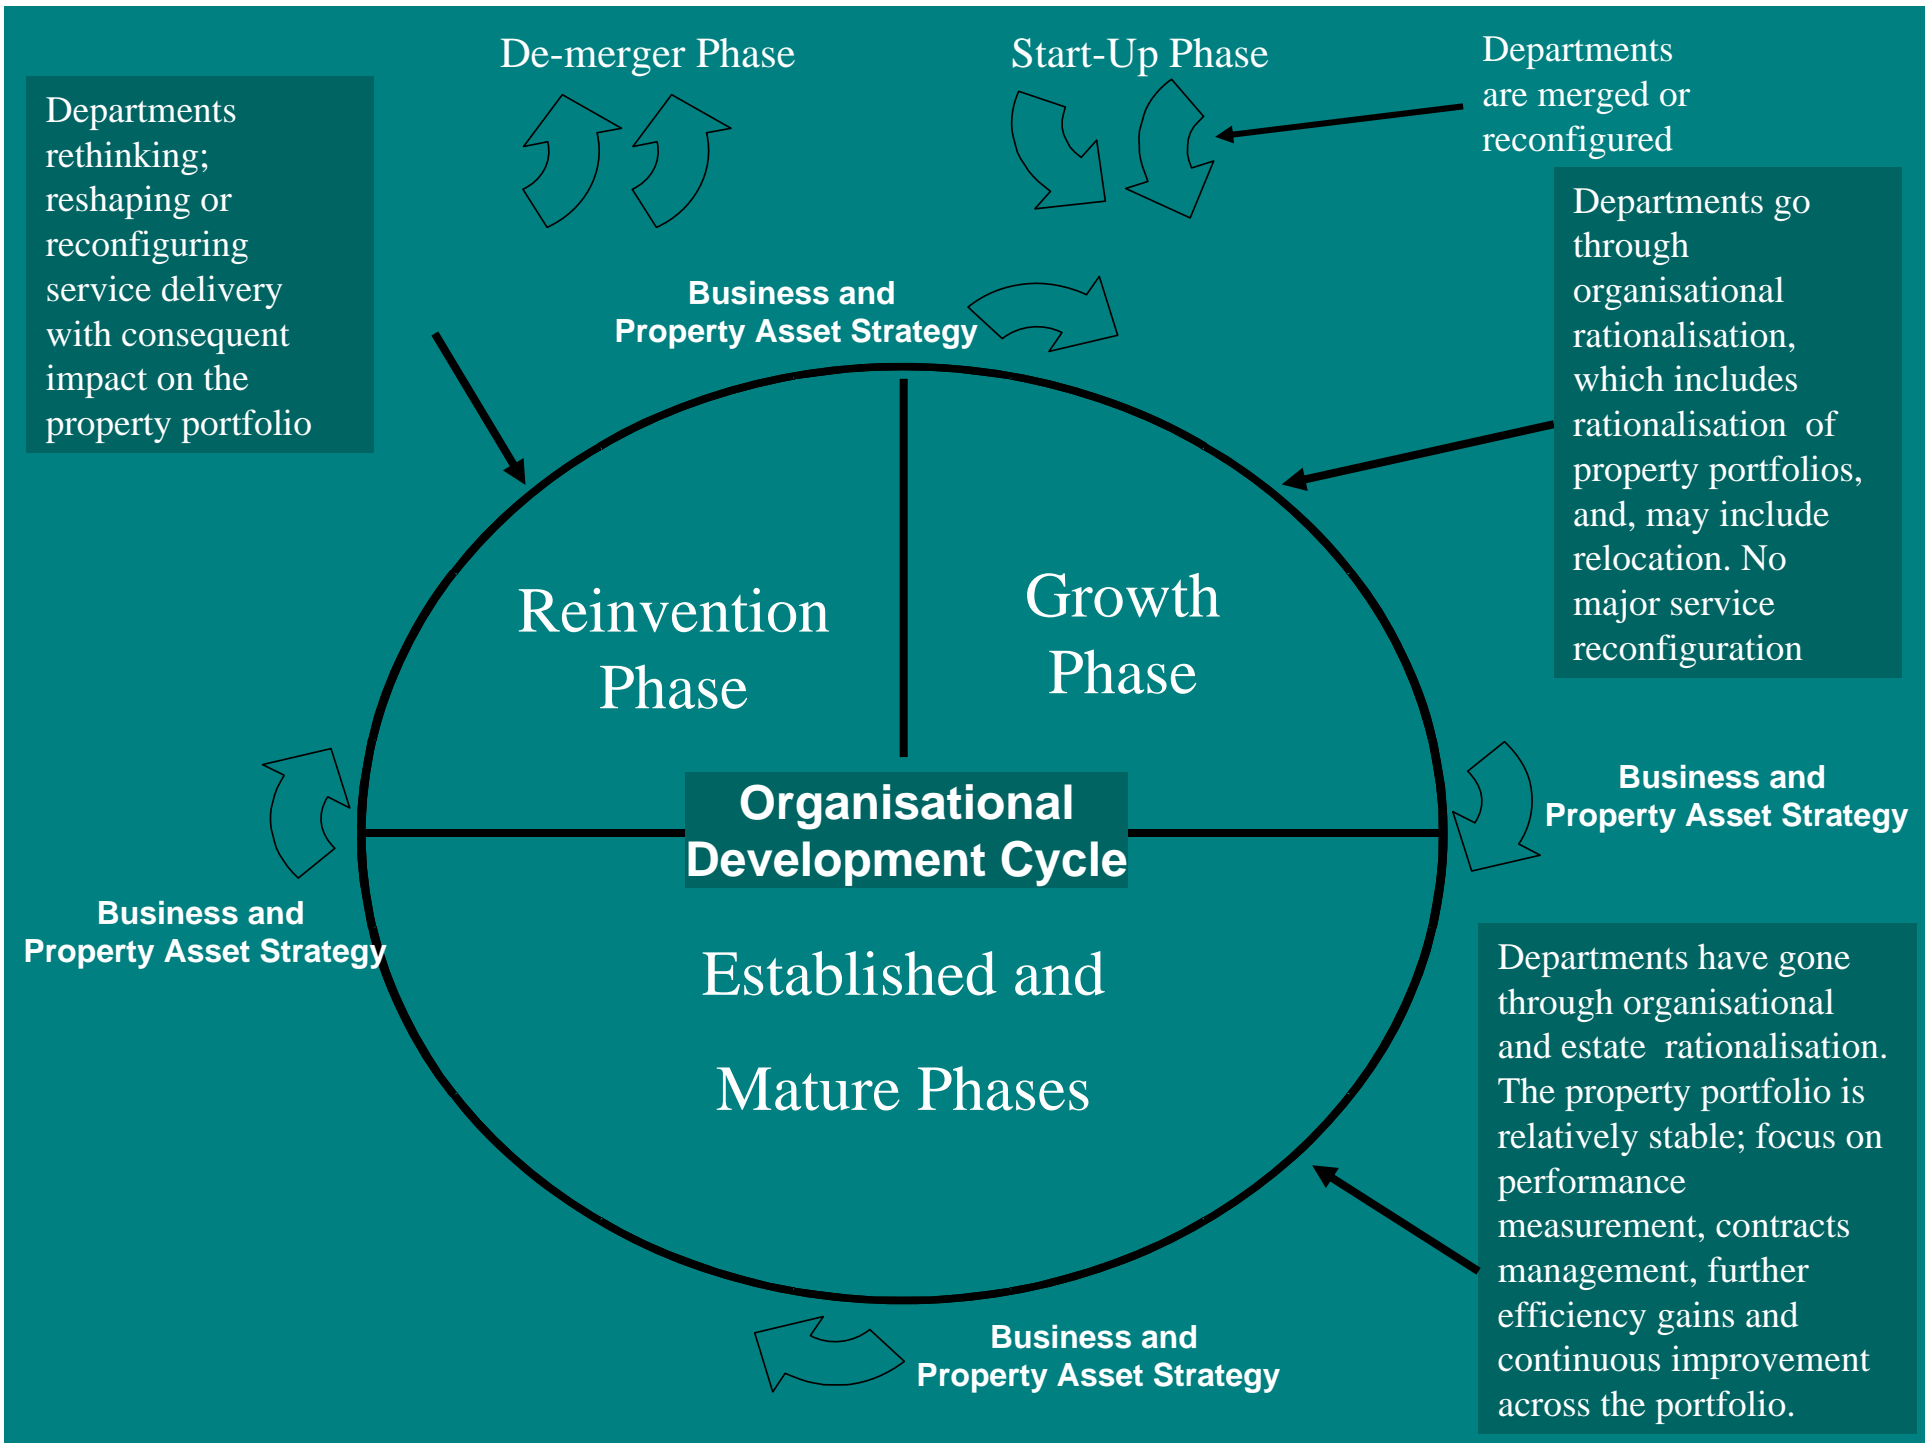 De-merger Phase
Start-Up Phase
Departments
are merged or
reconfigured
Departments
rethinking;
reshaping or
reconfiguring
service delivery
with consequent
impact on the
property portfolio
Departments go
through
organisational
rationalisation,
which includes
rationalisation of
property portfolios,
and, may include
relocation. No
major service
reconfiguration
Business and
Property Asset Strategy
Reinvention
Phase
Growth
Phase
Organisational
Development Cycle
Business and
Property Asset Strategy
Business and
Property Asset Strategy
Established and
Mature Phases
Departments have gone
through organisational
and estate rationalisation.
The property portfolio is
relatively stable; focus on
performance
measurement, contracts
management, further
efficiency gains and
continuous improvement
across the portfolio.
Business and
Property Asset Strategy